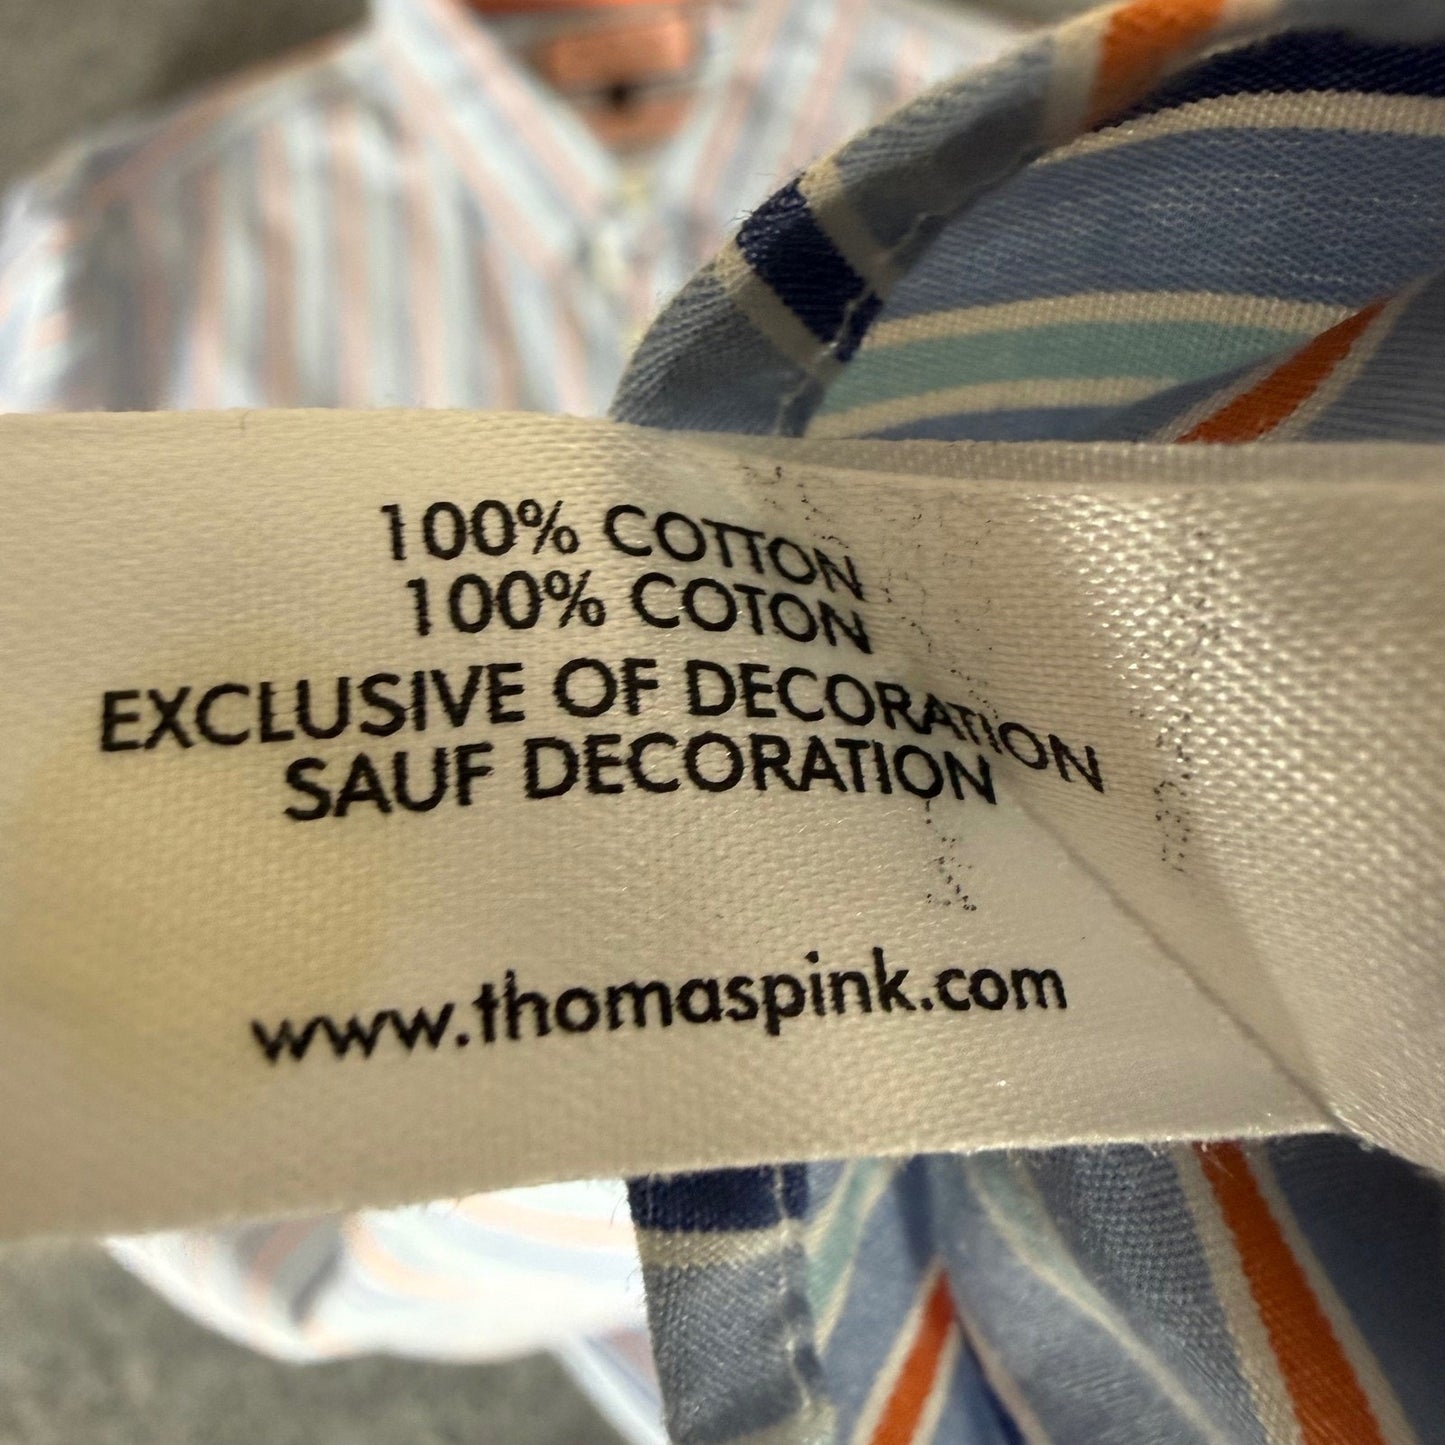 100% COTTON
100% COTON
EXCLUSIVE OF DECORATION
SAUF DECORATION
www.thomaspink.com